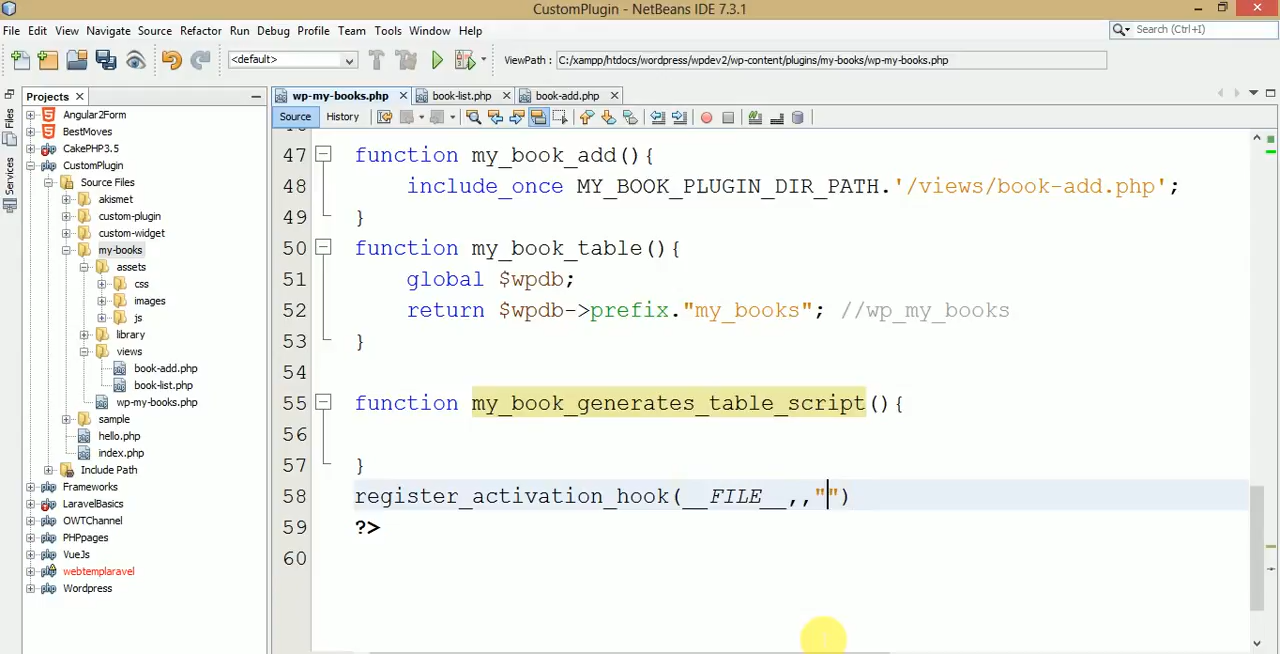 CustomPlugin - NetBeans IDE 7.3.1
File Edit View Navigate Source Refactor Run Debug Profile Team Tools Window Help
Search (Ctrl+I)
<default>
ViewPath : C:/xampp/htdocs/wordpress/wpdev2/wp-content/plugins/my-books/wp-my-books.php
Files
Services
Projects
Angular2Form
BestMoves
CakePHP3.5
CustomPlugin
Source Files
akismet
custom-plugin
custom-widget
my-books
assets
css
images
js
library
views
book-add.php
book-list.php
wp-my-books.php
sample
hello.php
index.php
Include Path
Frameworks
LaravelBasics
OWTChannel
PHPpages
VueJs
webtemplaravel
Wordpress
wp-my-books.php book-list.php book-add.php
Source History
47 function my_book_add(){
48 include_once MY_BOOK_PLUGIN_DIR_PATH.'/views/book-add.php';
49 }
50 function my_book_table(){
51 global $wpdb;
52 return $wpdb->prefix."my_books"; //wp_my_books
53 }
54
55 function my_book_generates_table_script(){
56
57 }
58 register_activation_hook(__FILE__,,"")
59 ?>
60